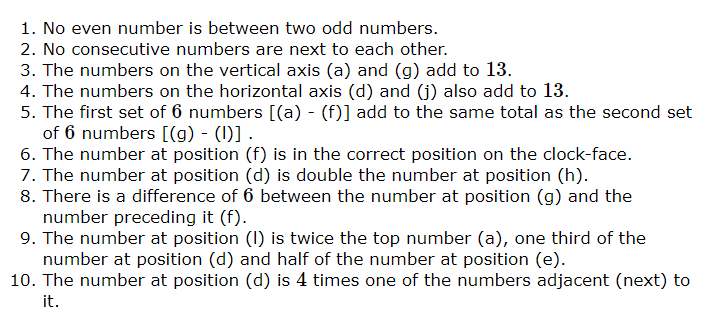 1. No even number is between two odd numbers.
2. No consecutive numbers are next to each other.
3. The numbers on the vertical axis (a) and (g) add to 13.
4. The numbers on the horizontal axis (d) and (j) also add to 13.
5. The first set of 6 numbers [(a) - (f)] add to the same total as the second set
of 6 numbers [(g) - (l)] .
6. The number at position (f) is in the correct position on the clock-face.
7. The number at position (d) is double the number at position (h).
8. There is a difference of 6 between the number at position (g) and the
number preceding it (f).
9. The number at position (l) is twice the top number (a), one third of the
number at position (d) and half of the number at position (e).
10. The number at position (d) is 4 times one of the numbers adjacent (next) to
it.